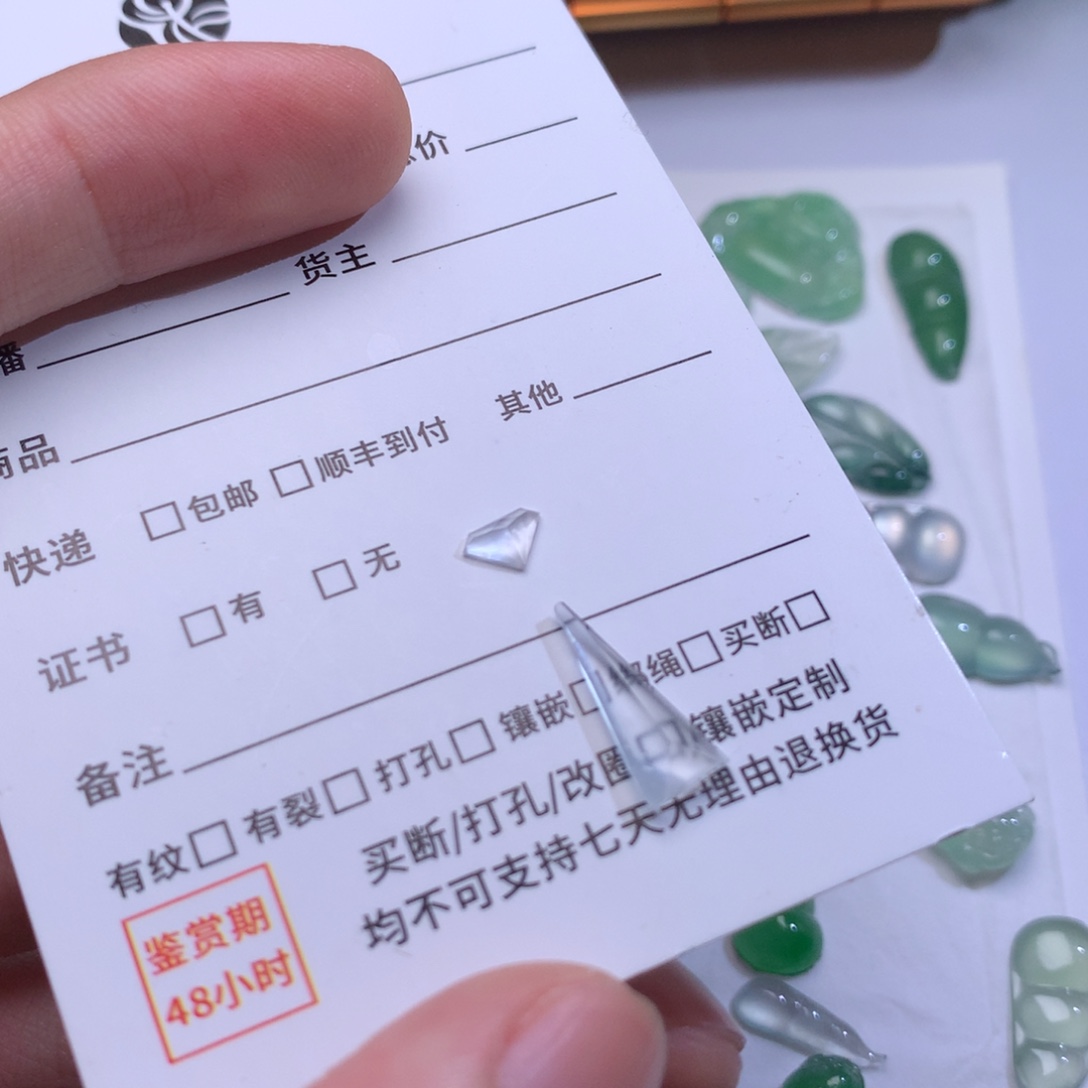 价
货主
播
商品
其他
快递 包邮 顺丰到付
证书 有 无
备注
有纹 有裂 打孔 镶嵌 绳 买断
买断/打孔/改圈 镶嵌定制
均不可支持七天无理由退换货
鉴赏期
48小时